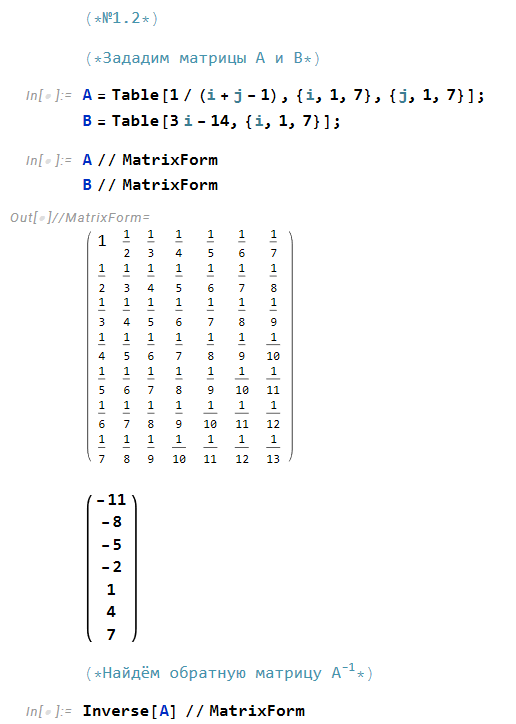 (*№1.2*)
(*Зададим матрицы A и B*)
In[◦]:= A = Table[1 / (i + j - 1), {i, 1, 7}, {j, 1, 7}];
B = Table[3 i - 14, {i, 1, 7}];
In[◦]:= A // MatrixForm
B // MatrixForm
Out[◦]//MatrixForm=
1 1/2 1/3 1/4 1/5 1/6 1/7
1/2 1/3 1/4 1/5 1/6 1/7 1/8
1/3 1/4 1/5 1/6 1/7 1/8 1/9
1/4 1/5 1/6 1/7 1/8 1/9 1/10
1/5 1/6 1/7 1/8 1/9 1/10 1/11
1/6 1/7 1/8 1/9 1/10 1/11 1/12
1/7 1/8 1/9 1/10 1/11 1/12 1/13
-11
-8
-5
-2
1
4
7
(*Найдём обратную матрицу A⁻¹*)
In[◦]:= Inverse[A] // MatrixForm